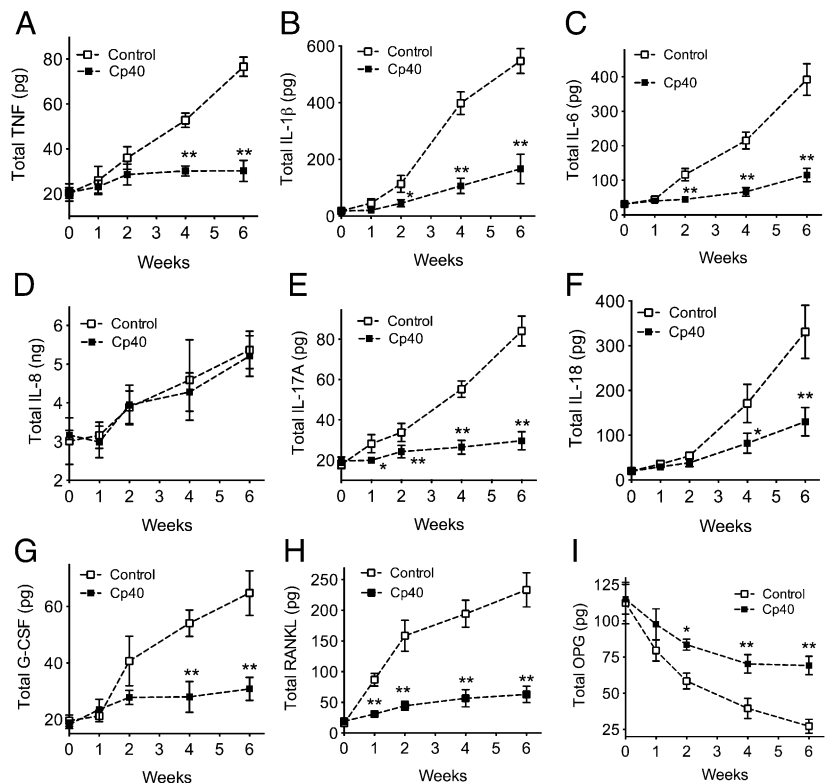 A
Control
Cp40
Total TNF (pg)
80
60
40
20
** **
0 1 2 3 4 5 6
Weeks
B
Control
Cp40
Total IL-1β (pg)
600
400
200
0
* ** **
0 1 2 3 4 5 6
Weeks
C
Control
Cp40
Total IL-6 (pg)
400
300
200
100
0
** ** **
0 1 2 3 4 5 6
Weeks
D
Control
Cp40
Total IL-8 (ng)
6
5
4
3
2
0 1 2 3 4 5 6
Weeks
E
Control
Cp40
Total IL-17A (pg)
80
60
40
20
* ** ** **
0 1 2 3 4 5 6
Weeks
F
Control
Cp40
Total IL-18 (pg)
400
300
200
100
0
* **
0 1 2 3 4 5 6
Weeks
G
Control
Cp40
Total G-CSF (pg)
60
40
20
** **
0 1 2 3 4 5 6
Weeks
H
Control
Cp40
Total RANKL (pg)
250
200
150
100
50
0
** ** ** **
0 1 2 3 4 5 6
Weeks
I
Control
Cp40
Total OPG (pg)
125
100
75
50
25
* ** **
0 1 2 3 4 5 6
Weeks